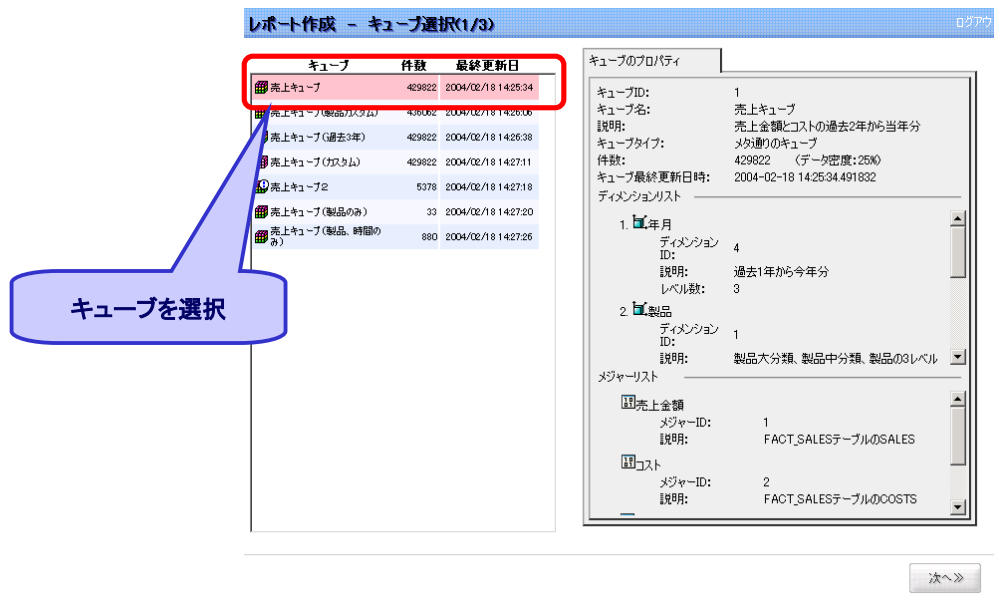 レポート作成 － キューブ選択(1/3)
ログアウ
キューブ 件数 最終更新日
売上キューブ 429822 2004/02/18 14:25:34
売上キューブ(製品カスタム) 436062 2004/02/18 14:26:06
売上キューブ(過去3年) 429822 2004/02/18 14:26:38
売上キューブ(カスタム) 429822 2004/02/18 14:27:11
売上キューブ2 5378 2004/02/18 14:27:18
売上キューブ(製品のみ) 33 2004/02/18 14:27:20
売上キューブ(製品、時間の
み) 880 2004/02/18 14:27:26
キューブを選択
キューブのプロパティ
キューブID: 1
キューブ名: 売上キューブ
説明: 売上金額とコストの過去2年から当年分
キューブタイプ: メタ通りのキューブ
件数: 429822 (データ密度:25%)
キューブ最終更新日時: 2004-02-18 14:25:34.491832
ディメンションリスト
1. 年月
ディメンション
ID: 4
説明: 過去1年から今年分
レベル数: 3
2. 製品
ディメンション
ID: 1
説明: 製品大分類、製品中分類、製品の3レベル
メジャーリスト
売上金額
メジャーID: 1
説明: FACT_SALESテーブルのSALES
コスト
メジャーID: 2
説明: FACT_SALESテーブルのCOSTS
次へ≫